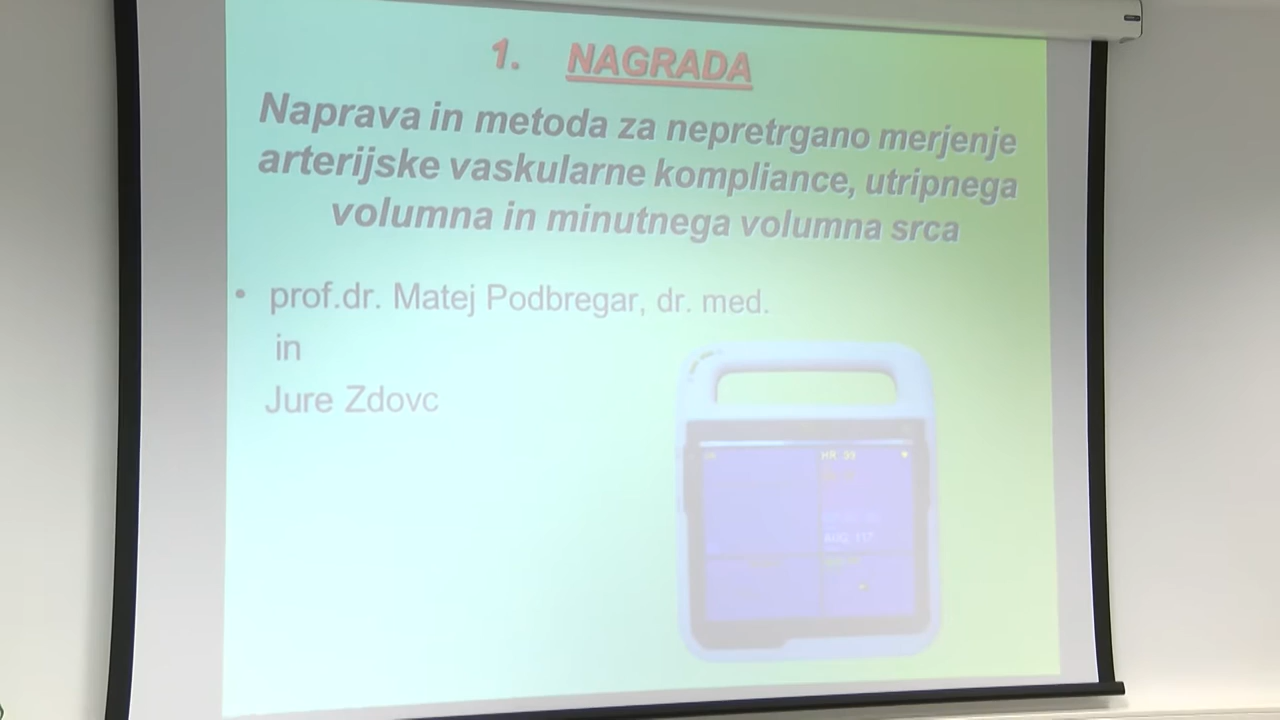 1. NAGRADA
Naprava in metoda za nepretrgano merjenje
arterijske vaskularne kompliance, utripnega
volumna in minutnega volumna srca
• prof.dr. Matej Podbregar, dr. med.
in
Jure Zdovc
HR 59